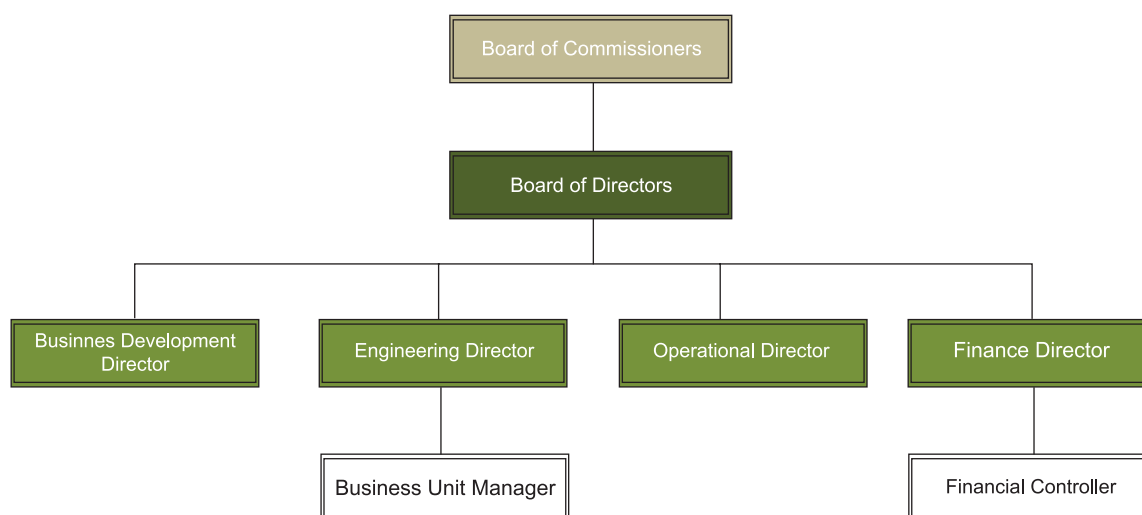 Board of Commissioners
Board of Directors
Businnes Development
Director
Engineering Director
Operational Director
Finance Director
Business Unit Manager
Financial Controller